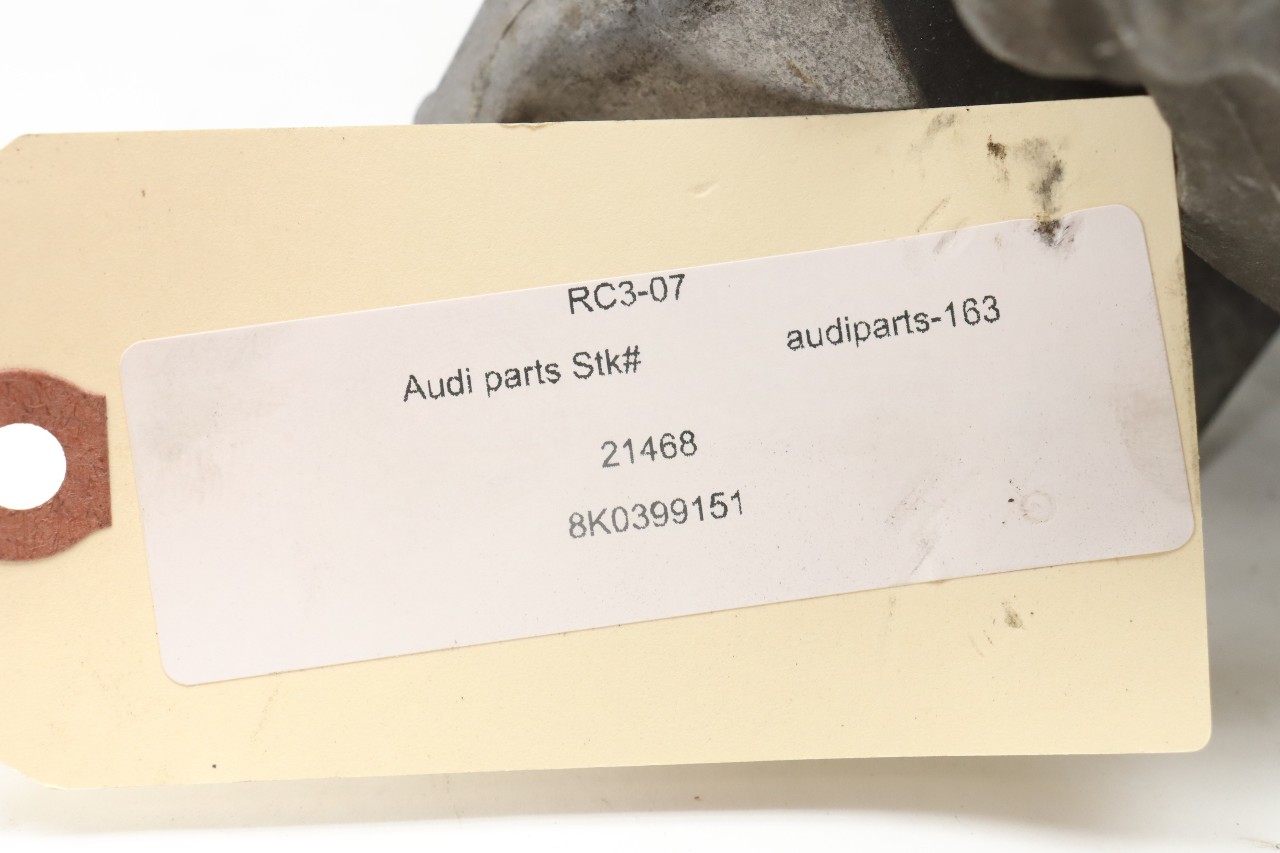 RC3-07
Audi parts Stk# audiparts-163
21468
8K0399151